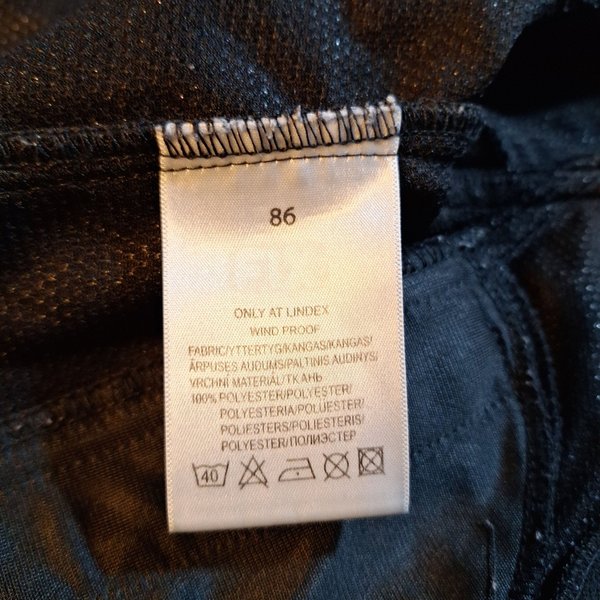 86
ONLY AT LINDEX
WIND PROOF
FABRIC/YTTERTYG/KANGAS/KANGAS/
ĀRPUSES AUDUMS/PALTINIS AUDINYS/
VRCHNI MATERIÁL/ТКАНЬ
100% POLYESTER/POLYESTER/
POLYESTERIA/POLÜESTER/
POLIESTERS/POLIESTERIS/
POLYESTER/ПОЛИЭСТЕР
40